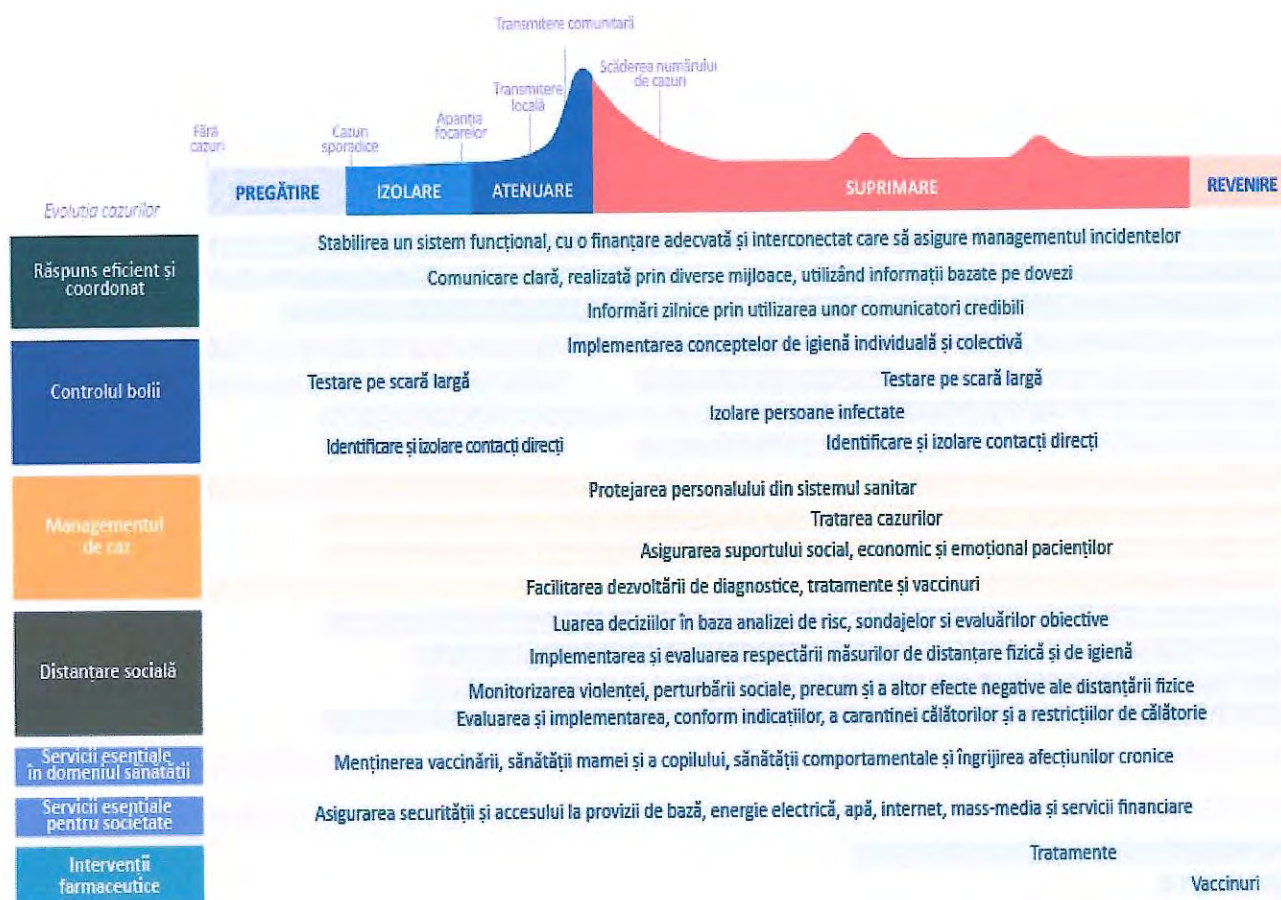 Transmitere comunitară
Scăderea numărului
de cazuri
Transmitere
locală
Apariția
focarelor
Fără
cazuri
Cazuri
sporadice
PREGĂTIRE
IZOLARE
ATENUARE
SUPRIMARE
REVENIRE
Evoluția cazurilor
Răspuns eficient și
coordonat
Stabilirea un sistem funcțional, cu o finanțare adecvată și interconectat care să asigure managementul incidentelor
Comunicare clară, realizată prin diverse mijloace, utilizând informații bazate pe dovezi
Informări zilnice prin utilizarea unor comunicatori credibili
Controlul bolii
Implementarea conceptelor de igienă individuală și colectivă
Testare pe scară largă
Testare pe scară largă
Izolare persoane infectate
Identificare și izolare contacți direcți
Identificare și izolare contacți direcți
Managementul
de caz
Protejarea personalului din sistemul sanitar
Tratarea cazurilor
Asigurarea suportului social, economic și emoțional pacienților
Facilitarea dezvoltării de diagnostice, tratamente și vaccinuri
Distanțare socială
Luarea deciziilor în baza analizei de risc, sondajelor si evaluărilor obiective
Implementarea și evaluarea respectării măsurilor de distanțare fizică și de igienă
Monitorizarea violenței, perturbării sociale, precum și a altor efecte negative ale distanțării fizice
Evaluarea și implementarea, conform indicațiilor, a carantinei călătorilor și a restricțiilor de călătorie
Servicii esențiale
în domeniul sănătății
Menținerea vaccinării, sănătății mamei și a copilului, sănătății comportamentale și îngrijirea afecțiunilor cronice
Servicii esențiale
pentru societate
Asigurarea securității și accesului la provizii de bază, energie electrică, apă, internet, mass-media și servicii financiare
Intervenții
farmaceutice
Tratamente
Vaccinuri